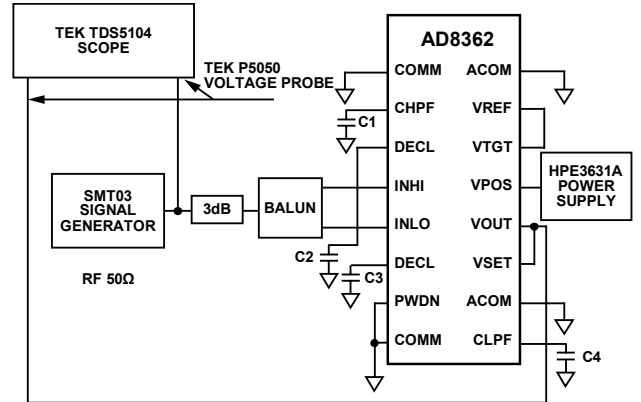 TEK TDS5104
SCOPE
TEK P5050
VOLTAGE PROBE
SMT03
SIGNAL
GENERATOR
RF 50Ω
3dB
BALUN
C1
C2
C3
AD8362
COMM
CHPF
DECL
INHI
INLO
DECL
PWDN
COMM
ACOM
VREF
VTGT
VPOS
VOUT
VSET
ACOM
CLPF
HPE3631A
POWER
SUPPLY
C4